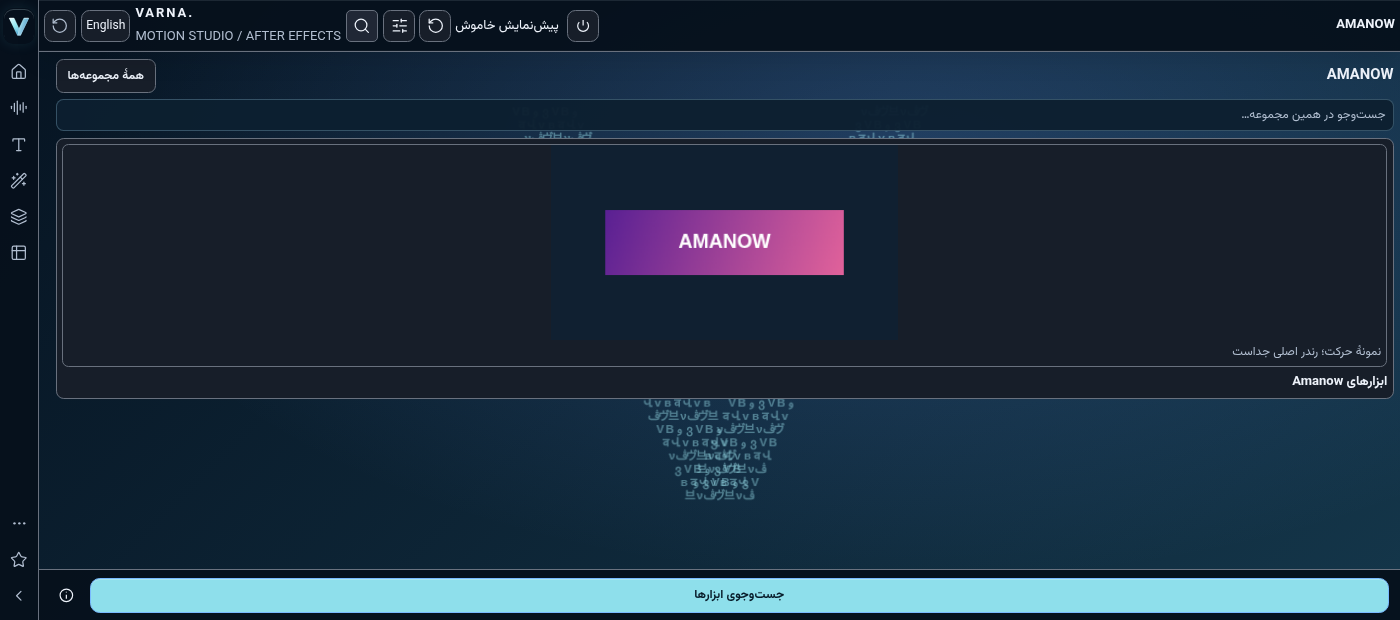 AMANOW
پیش‌نمایش خاموش
VARNA.
MOTION STUDIO / AFTER EFFECTS
English
AMANOW
همهٔ مجموعه‌ها
جست‌وجو در همین مجموعه...
AMANOW
نمونهٔ حرکت؛ رندر اصلی جداست
ابزارهای Amanow
جست‌وجوی ابزارها